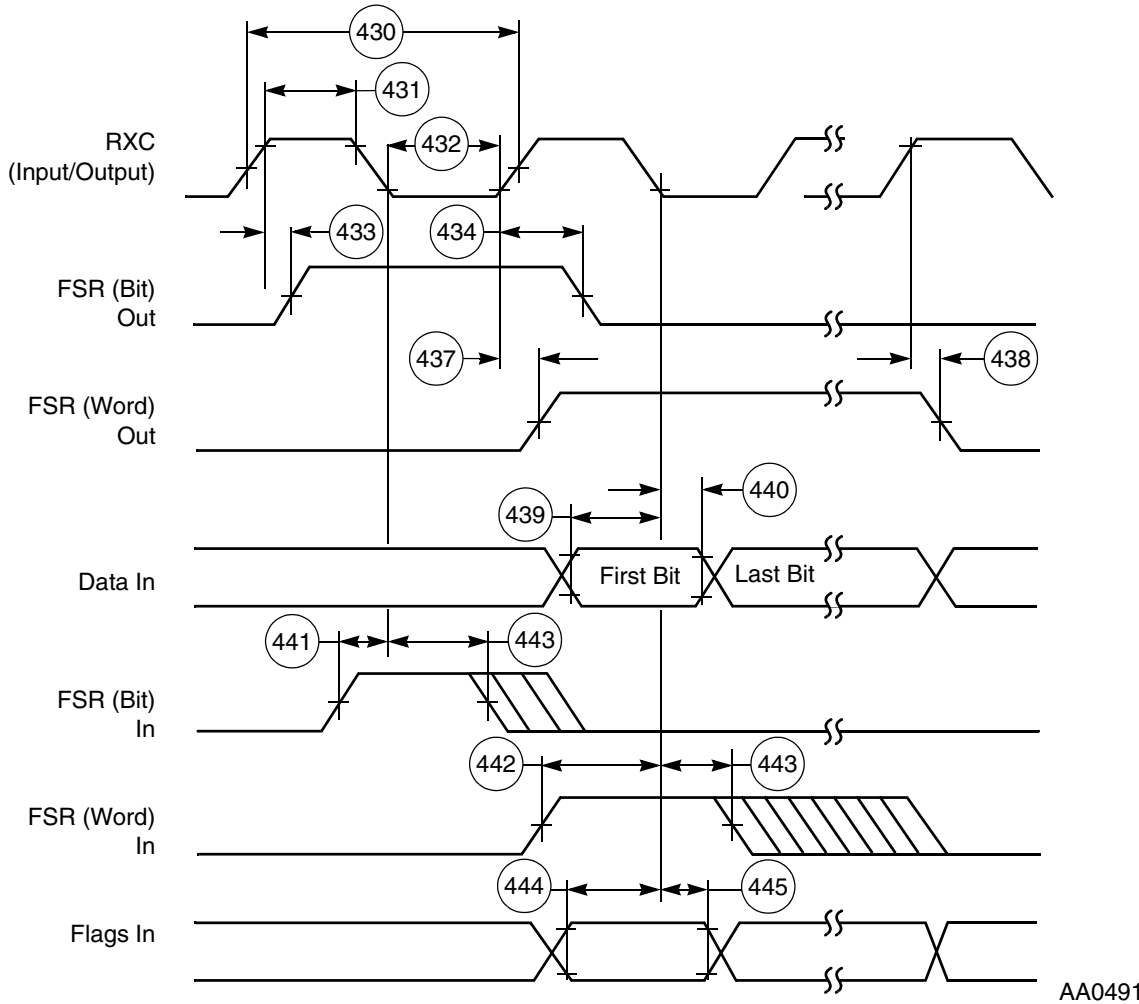 430
431
RXC
(Input/Output)
432
433
434
FSR (Bit)
Out
437
438
FSR (Word)
Out
439
440
Data In
First Bit
Last Bit
441
443
FSR (Bit)
In
442
443
FSR (Word)
In
444
445
Flags In
AA0491